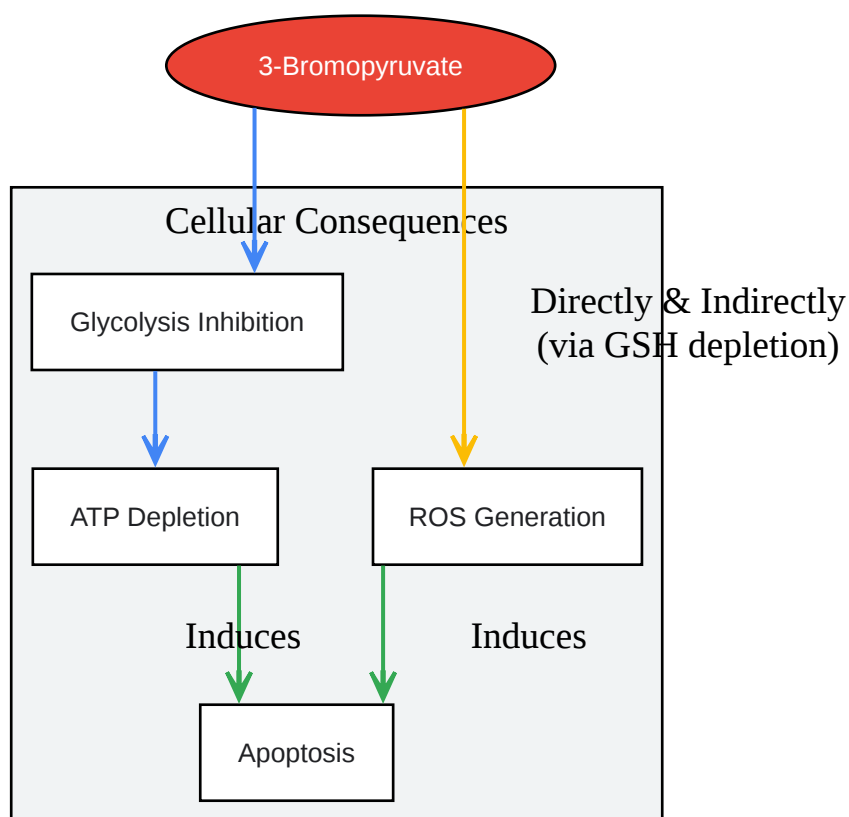 3-Bromopyruvate
Cellular Consequences
Glycolysis Inhibition
Directly & Indirectly
(via GSH depletion)
ATP Depletion
ROS Generation
Induces
Induces
Apoptosis